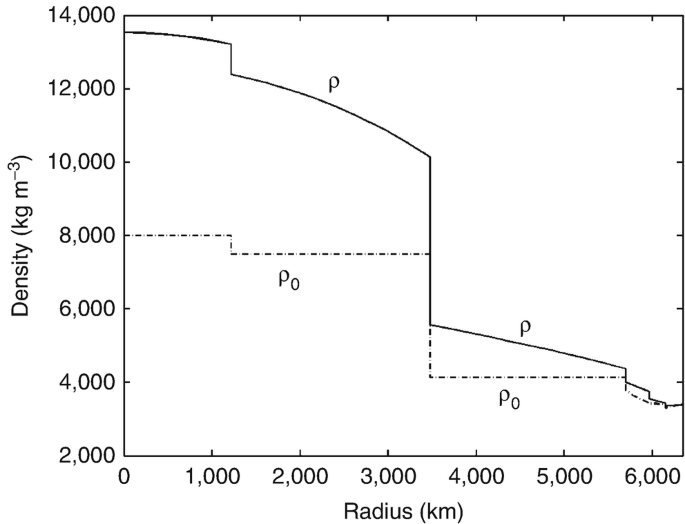 14,000
12,000
10,000
8,000
6,000
4,000
2,000
0 1,000 2,000 3,000 4,000 5,000 6,000
Density (kg m⁻³)
Radius (km)
ρ
ρ₀
ρ
ρ₀